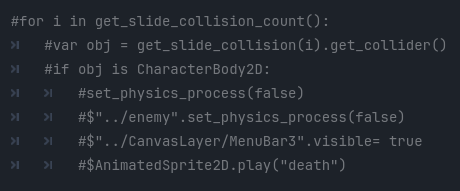 #for i in get_slide_collision_count():
#var obj = get_slide_collision(i).get_collider()
#if obj is CharacterBody2D:
#set_physics_process(false)
#$"../enemy".set_physics_process(false)
#$"../CanvasLayer/MenuBar3".visible= true
#$AnimatedSprite2D.play("death")